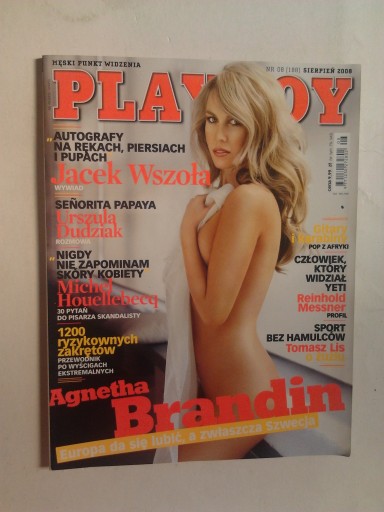 MĘSKI PUNKT WIDZENIA
SIERPIEŃ 2008
PLAYBOY
„AUTOGRAFY
NA RĘKACH, PIERSIACH
I PUPACH"
Jacek Wszoła
WYWIAD
SEÑORITA PAPAYA
Urszula
Dudziak
ROZMOWA
„NIGDY
NIE ZAPOMINAM
SKÓRY KOBIETY"
Michel
Houellebecq
30 PYTAŃ
DO PISARZA SKANDALISTY
1200
ryzykownych
zakrętów
PRZEWODNIK
PO WYŚCIGACH
EKSTREMALNYCH
Gitary
POP Z AFRYKI
CZŁOWIEK,
KTÓRY
WIDZIAŁ
YETI
Reinhold
Messner
PROFIL
SPORT
BEZ HAMULCÓW
Tomasz Lis
Agnetha
Brandin
Europa da się lubić, a zwłaszcza Szwecja